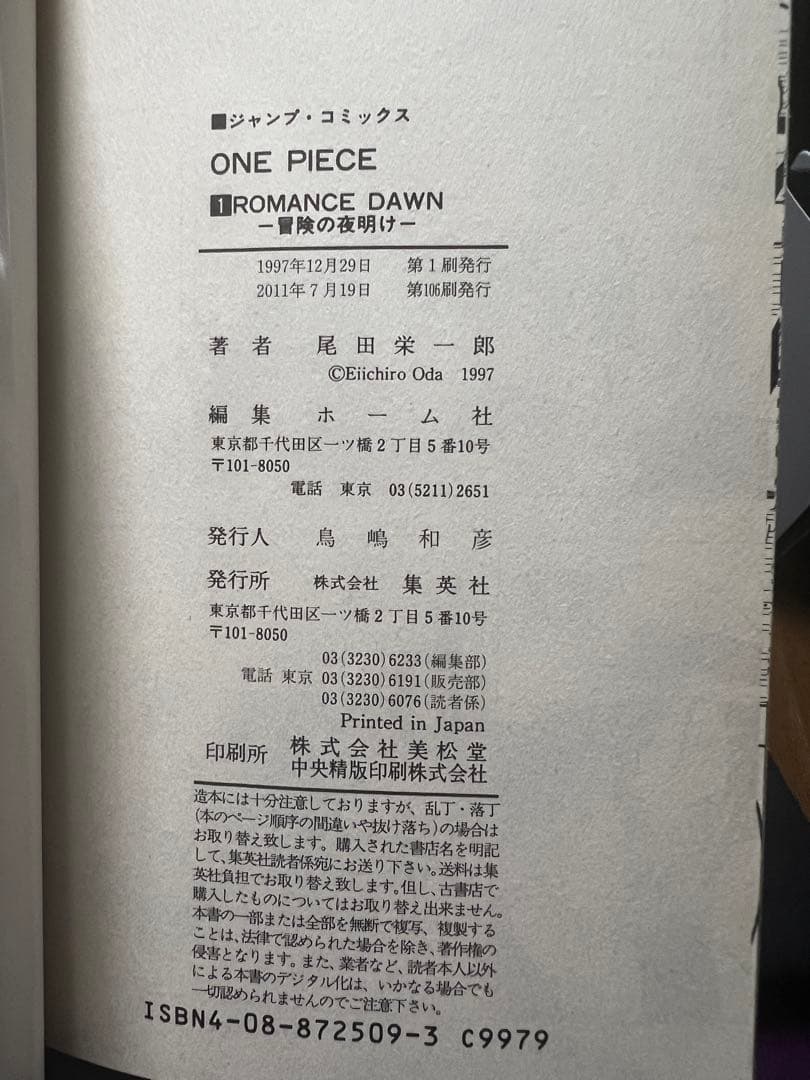 ■ジャンプ・コミックス
ONE PIECE
1 ROMANCE DAWN
―冒険の夜明け―
1997年12月29日　第1刷発行
2011年7月19日　第106刷発行
著者　尾田栄一郎
©Eiichiro Oda 1997
編集　ホーム社
東京都千代田区一ツ橋2丁目5番10号
〒101-8050
電話　東京　03(5211)2651
発行人　鳥嶋和彦
発行所　株式会社 集英社
東京都千代田区一ツ橋2丁目5番10号
〒101-8050
03(3230)6233(編集部)
電話 東京 03(3230)6191(販売部)
03(3230)6076(読者係)
Printed in Japan
印刷所　株式会社美松堂
中央精版印刷株式会社
造本には十分注意しておりますが、乱丁・落丁
(本のページ順序の間違いや抜け落ち)の場合は
お取り替え致します。購入された書店名を明記
して、集英社読者係宛にお送り下さい。送料は集
英社負担でお取り替え致します。但し、古書店で
購入したものについてはお取り替え出来ません。
本書の一部または全部を無断で複写、複製する
ことは、法律で認められた場合を除き、著作権の
侵害となります。また、業者など、読者本人以外
による本書のデジタル化は、いかなる場合でも
一切認められませんのでご注意下さい。
ISBN4-08-872509-3 C9979